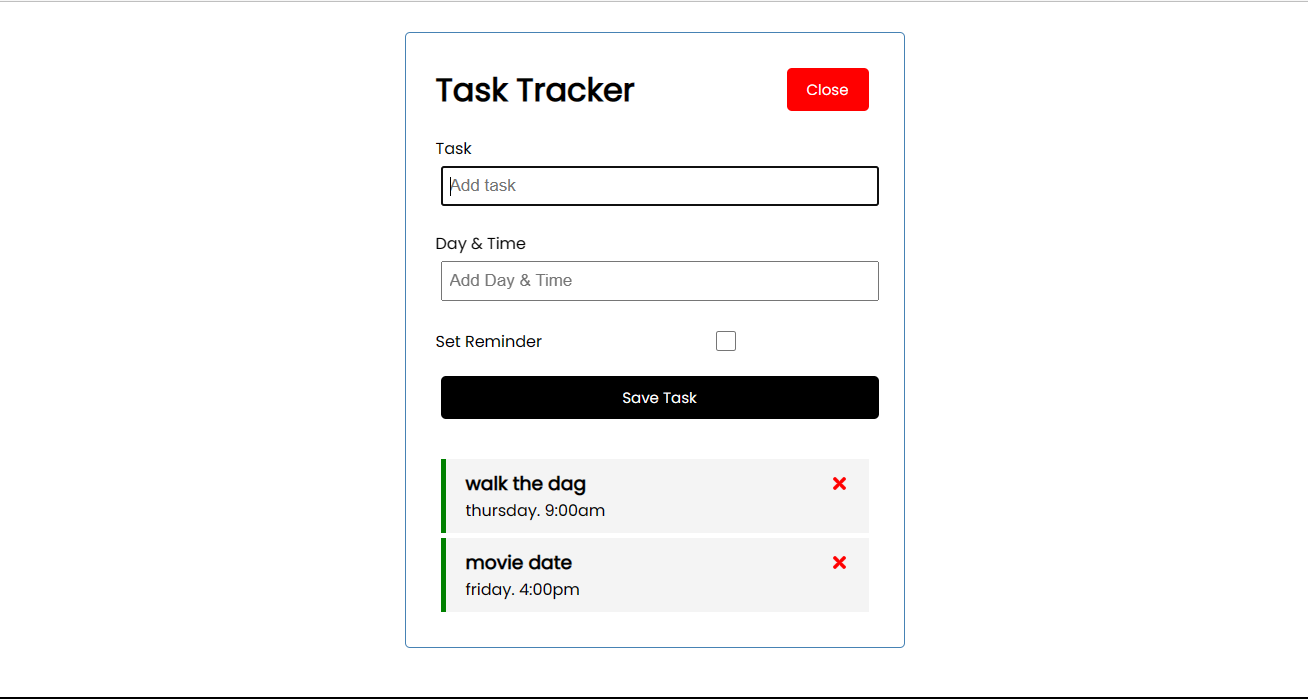 Task Tracker
Close
Task
Add task
Day & Time
Add Day & Time
Set Reminder
Save Task
walk the dag
thursday. 9:00am
movie date
friday. 4:00pm